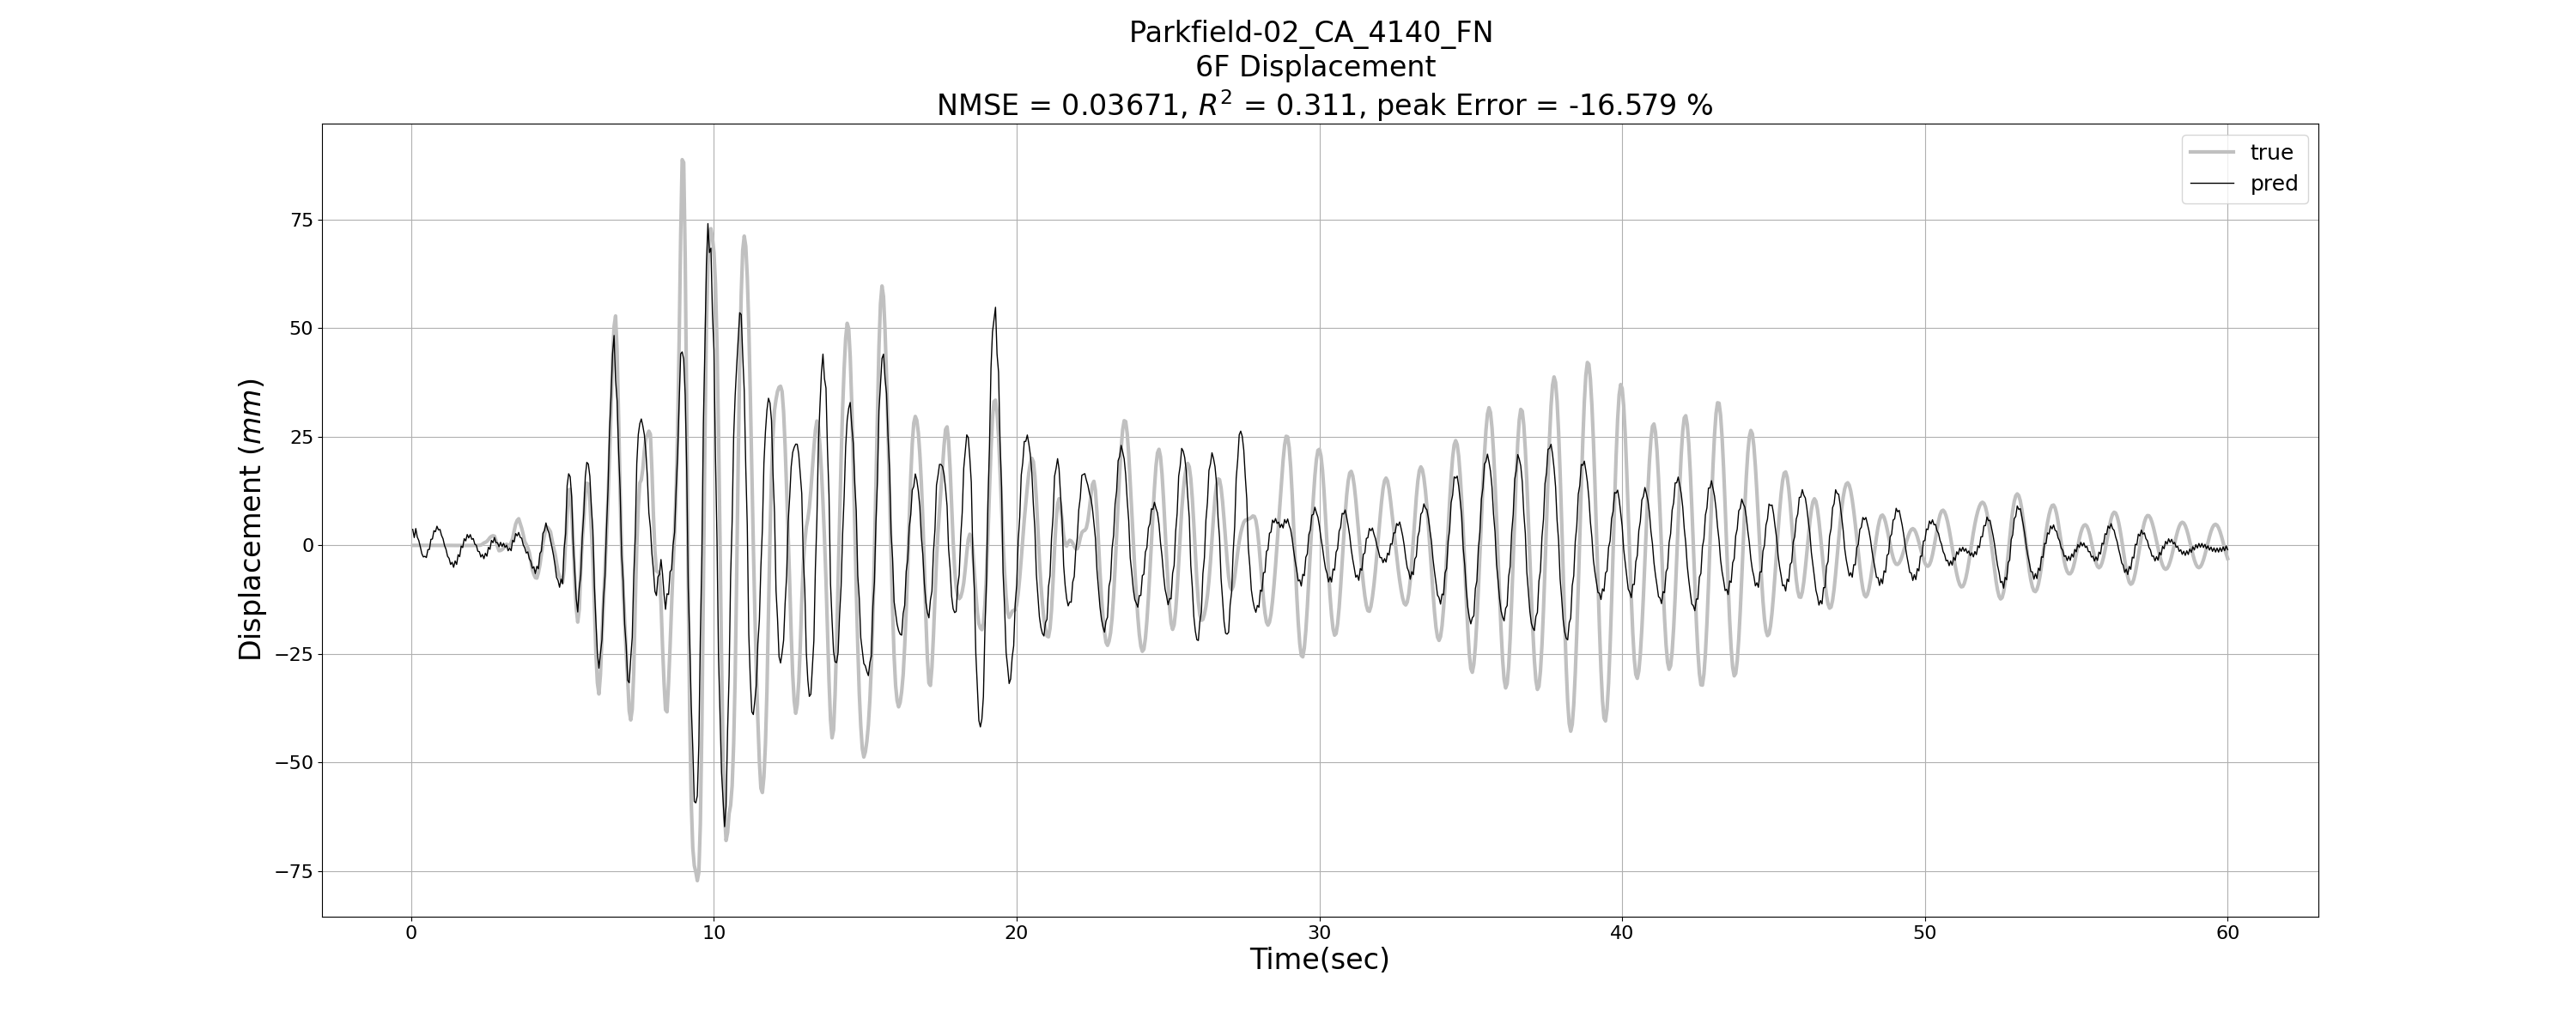 Parkfield-02_CA_4140_FN
6F Displacement
NMSE = 0.03671, R² = 0.311, peak Error = -16.579 %
true
pred
75
50
25
0
−25
−50
−75
Displacement (mm)
0 10 20 30 40 50 60
Time(sec)